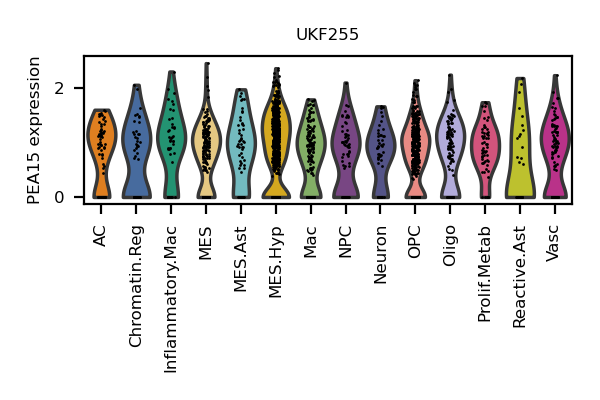 UKF255
PEA15 expression
2
0
AC
Chromatin.Reg
Inflammatory.Mac
MES
MES.Ast
MES.Hyp
Mac
NPC
Neuron
OPC
Oligo
Prolif.Metab
Reactive.Ast
Vasc